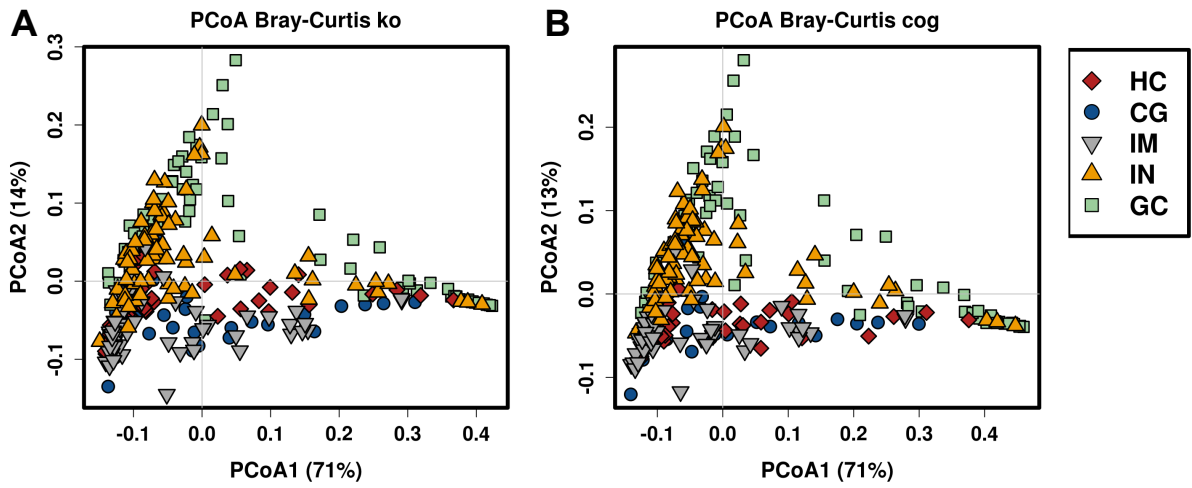 A
PCoA Bray-Curtis ko
PCoA2 (14%)
0.3
0.2
0.1
0.0
-0.1
-0.1 0.0 0.1 0.2 0.3 0.4
PCoA1 (71%)
B
PCoA Bray-Curtis cog
PCoA2 (13%)
0.2
0.1
0.0
-0.1
-0.1 0.0 0.1 0.2 0.3 0.4
PCoA1 (71%)
HC
CG
IM
IN
GC